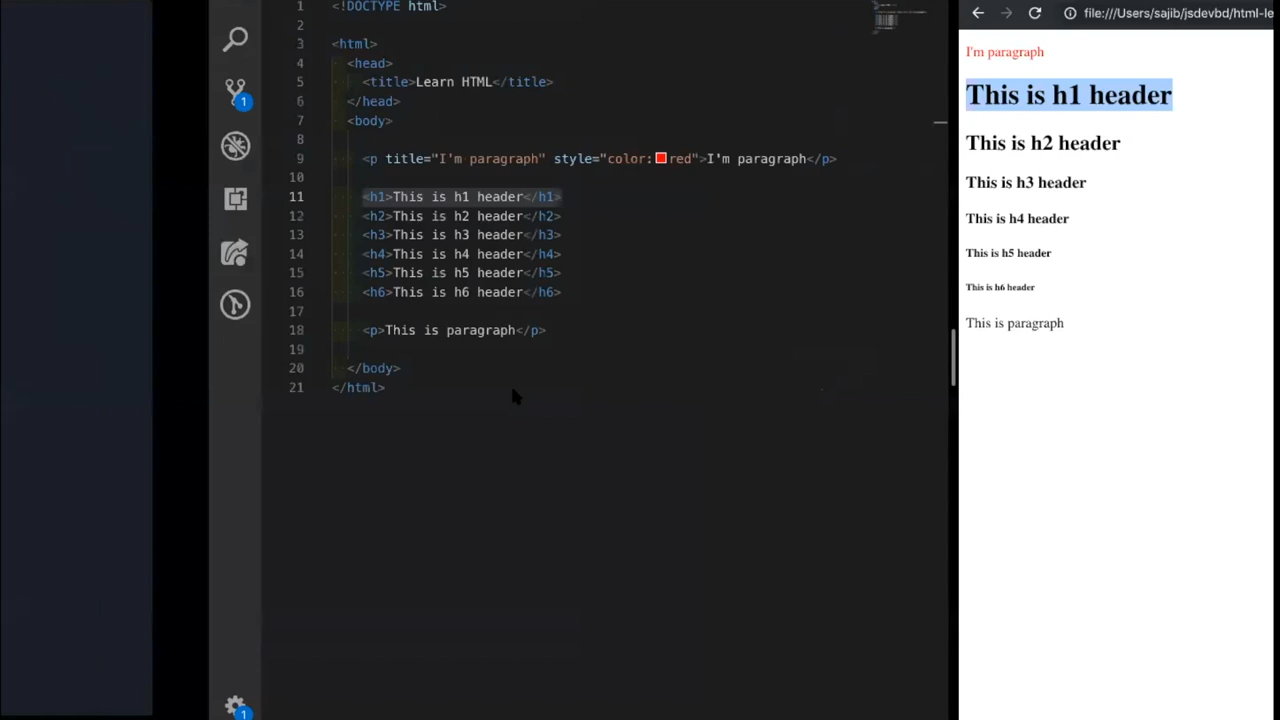 1 <!DOCTYPE html>
2
3 <html>
4 <head>
5 <title>Learn HTML</title>
6 </head>
7 <body>
8
9 <p title="I'm paragraph" style="color:red">I'm paragraph</p>
10
11 <h1>This is h1 header</h1>
12 <h2>This is h2 header</h2>
13 <h3>This is h3 header</h3>
14 <h4>This is h4 header</h4>
15 <h5>This is h5 header</h5>
16 <h6>This is h6 header</h6>
17
18 <p>This is paragraph</p>
19
20 </body>
21 </html>
1
1
file:///Users/sajib/jsdevbd/html-le
I'm paragraph
This is h1 header
This is h2 header
This is h3 header
This is h4 header
This is h5 header
This is h6 header
This is paragraph